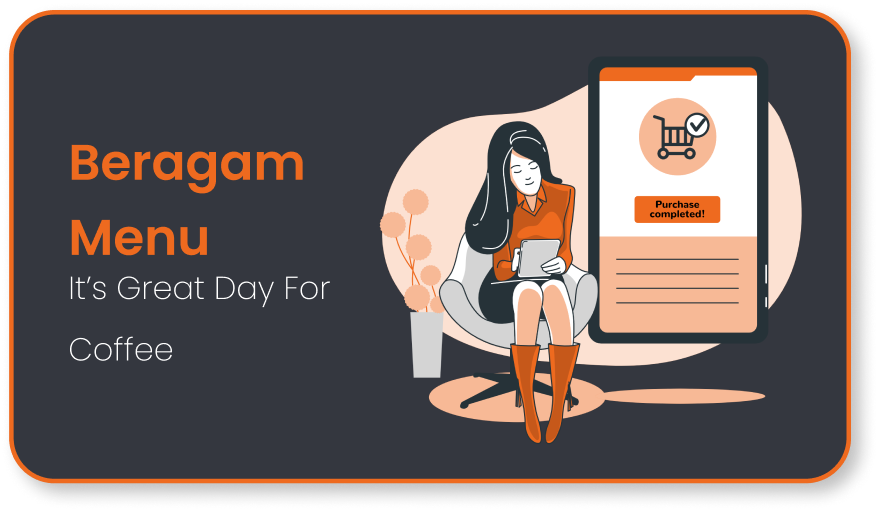 Beragam
Menu
It's Great Day For
Coffee
Purchase
completed!